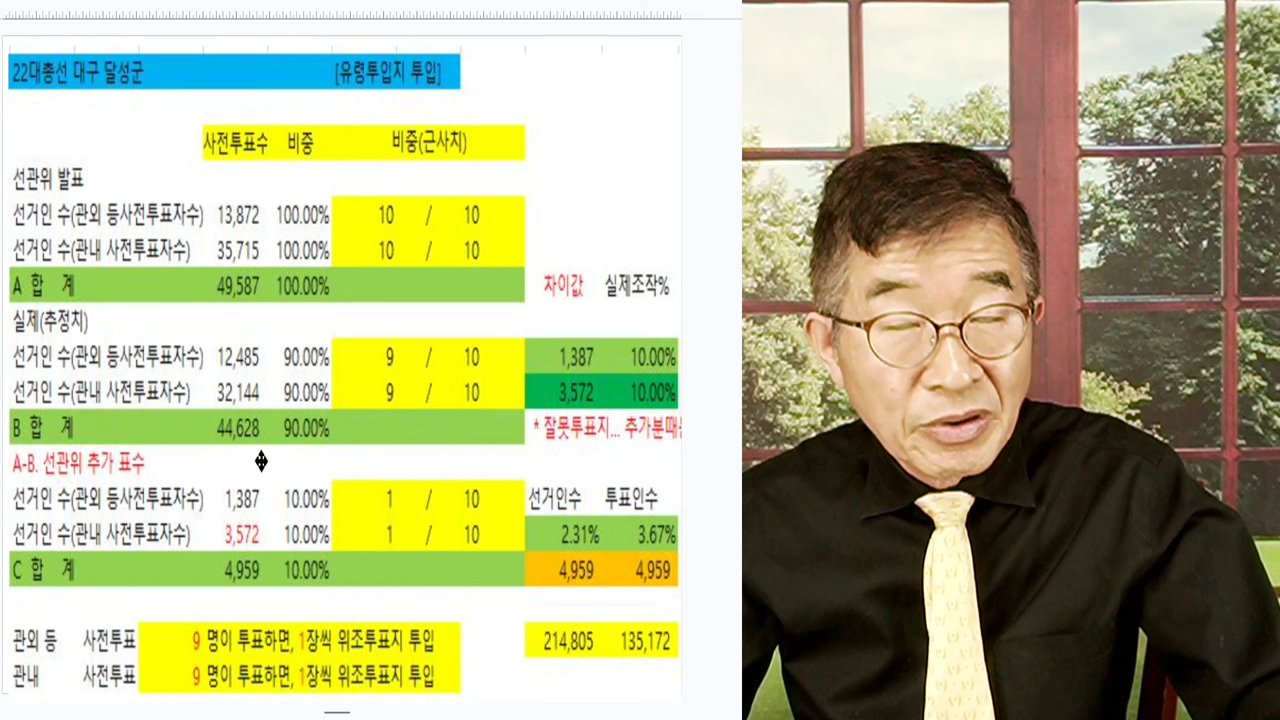 22대총선 대구 달성군 [유령투입지 투입]
사전투표수 비중 비중(근사치)
선관위 발표
선거인 수(관외 등사전투표자수) 13,872 100.00% 10 / 10
선거인 수(관내 사전투표자수) 35,715 100.00% 10 / 10
A 합 계 49,587 100.00% 차이값 실제조작%
실제(추정치)
선거인 수(관외 등사전투표자수) 12,485 90.00% 9 / 10 1,387 10.00%
선거인 수(관내 사전투표자수) 32,144 90.00% 9 / 10 3,572 10.00%
B 합 계 44,628 90.00% * 잘못투표지... 추가분때
A-B. 선관위 추가 표수
선거인 수(관외 등사전투표자수) 1,387 10.00% 1 / 10 선거인수 투표인수
선거인 수(관내 사전투표자수) 3,572 10.00% 1 / 10 2.31% 3.67%
C 합 계 4,959 10.00% 4,959 4,959
관외 등 사전투표 9 명이 투표하면, 1장씩 위조투표지 투입 214,805 135,172
관내 사전투표 9 명이 투표하면, 1장씩 위조투표지 투입